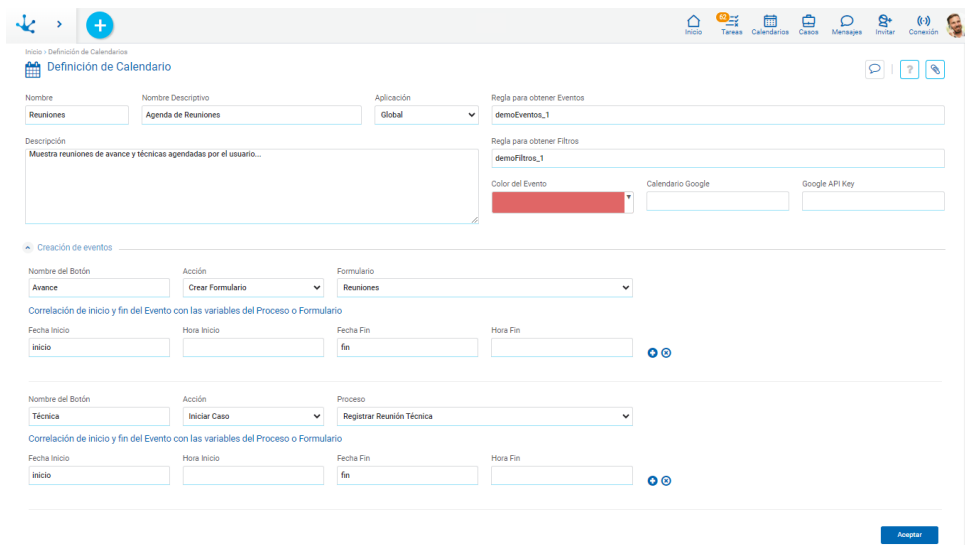 62
Inicio Tareas Calendarios Casos Mensajes Invitar Conexión
Inicio › Definición de Calendarios
Definición de Calendario
?
Nombre Nombre Descriptivo Aplicación Regla para obtener Eventos
Reuniones Agenda de Reuniones Global demoEventos_1
Descripción Regla para obtener Filtros
Muestra reuniones de avance y técnicas agendadas por el usuario...
demoFiltros_1
Color del Evento Calendario Google Google API Key
Creación de eventos
Nombre del Botón Acción Formulario
Avance Crear Formulario Reuniones
Correlación de inicio y fin del Evento con las variables del Proceso o Formulario
Fecha Inicio Hora Inicio Fecha Fin Hora Fin
inicio fin
Nombre del Botón Acción Proceso
Técnica Iniciar Caso Registrar Reunión Técnica
Correlación de inicio y fin del Evento con las variables del Proceso o Formulario
Fecha Inicio Hora Inicio Fecha Fin Hora Fin
inicio fin
Aceptar